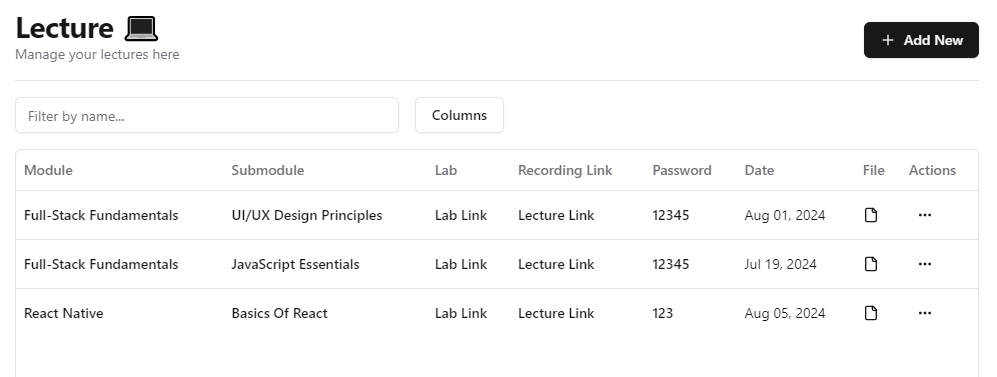 Lecture
Manage your lectures here
Add New
Filter by name...
Columns
Module Submodule Lab Recording Link Password Date File Actions
Full-Stack Fundamentals UI/UX Design Principles Lab Link Lecture Link 12345 Aug 01, 2024
Full-Stack Fundamentals JavaScript Essentials Lab Link Lecture Link 12345 Jul 19, 2024
React Native Basics Of React Lab Link Lecture Link 123 Aug 05, 2024